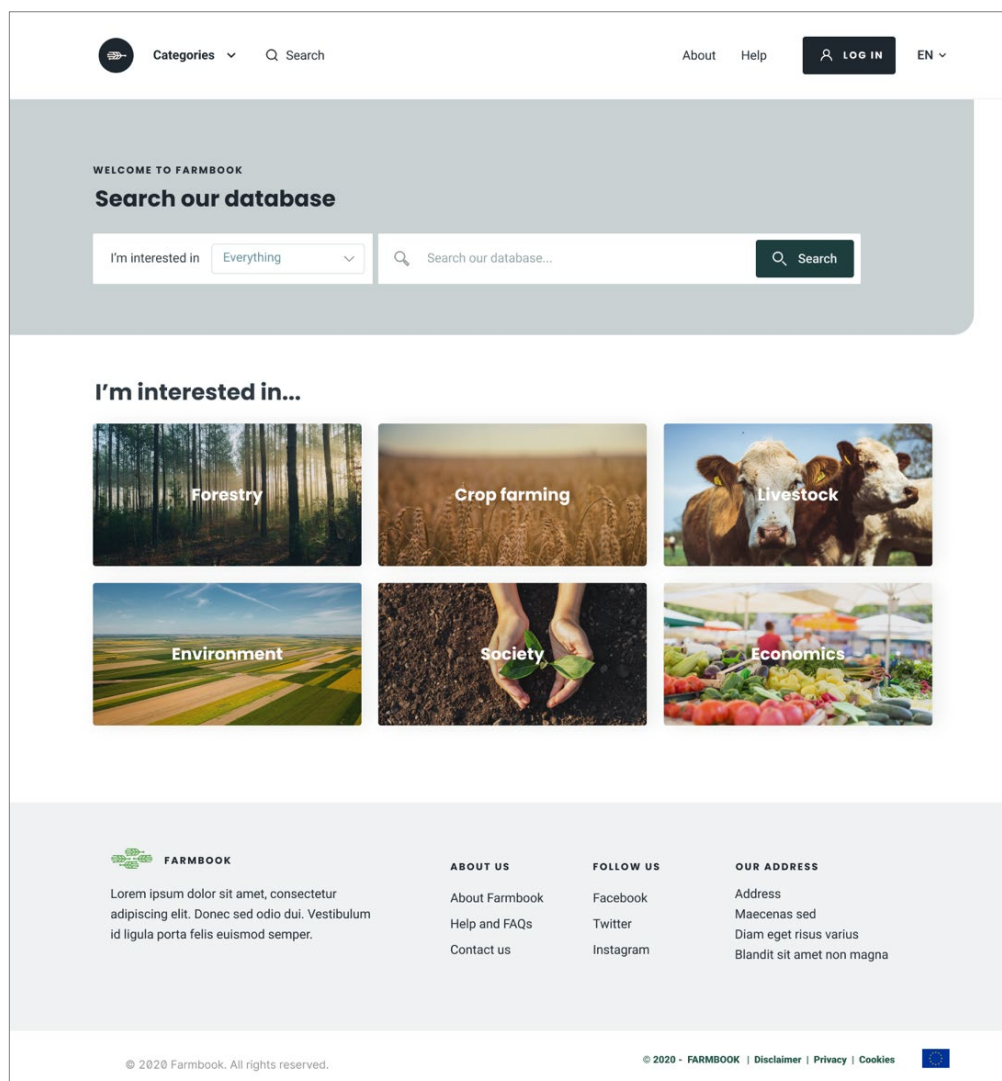 Categories
Search
About
Help
LOG IN
EN
WELCOME TO FARMBOOK
Search our database
I'm interested in
Everything
Search our database...
Search
I'm interested in...
Forestry
Crop farming
Livestock
Environment
Society
Economics
FARMBOOK
Lorem ipsum dolor sit amet, consectetur
adipiscing elit. Donec sed odio dui. Vestibulum
id ligula porta felis euismod semper.
ABOUT US
About Farmbook
Help and FAQs
Contact us
FOLLOW US
Facebook
Twitter
Instagram
OUR ADDRESS
Address
Maecenas sed
Diam eget risus varius
Blandit sit amet non magna
© 2020 Farmbook. All rights reserved.
© 2020 - FARMBOOK | Disclaimer | Privacy | Cookies